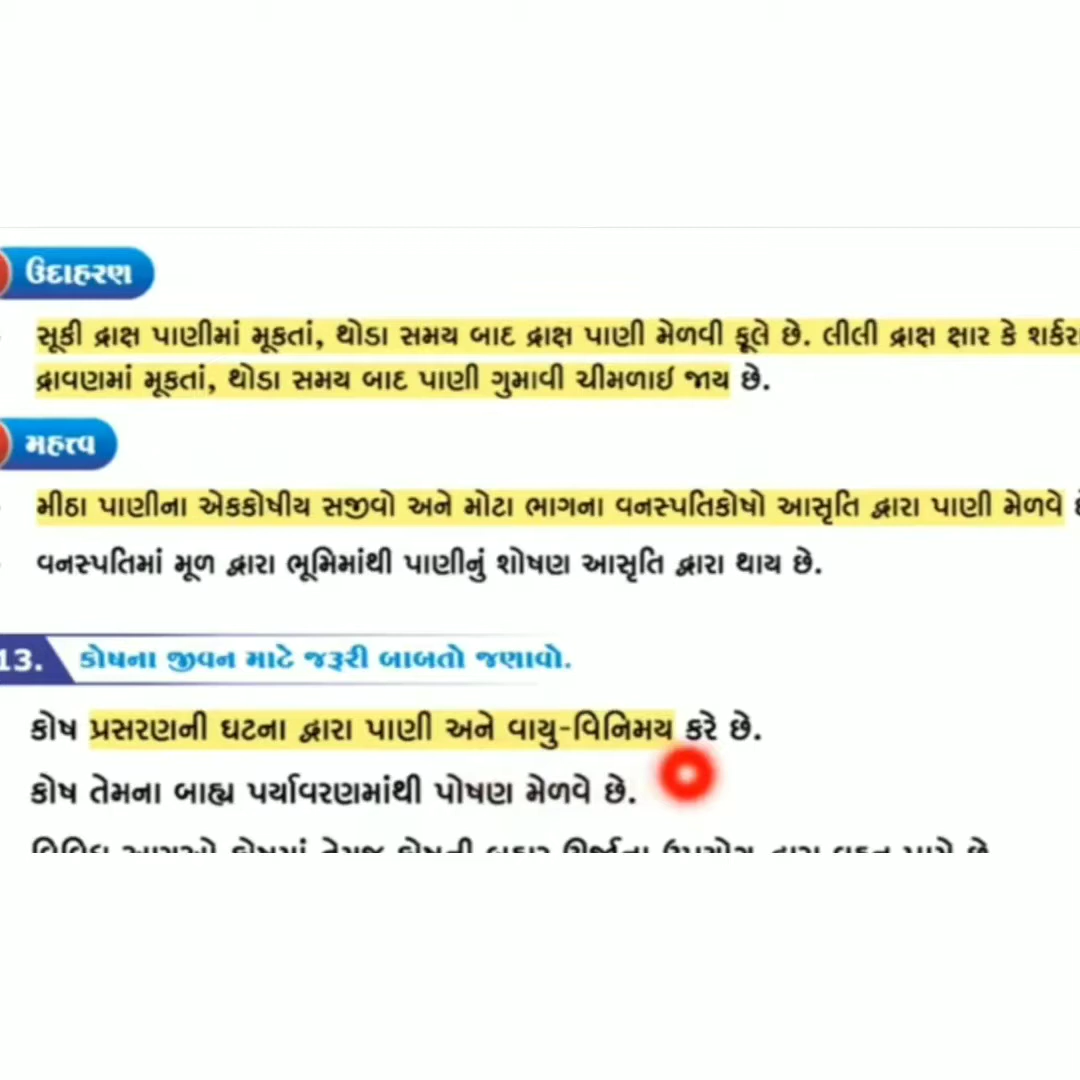 ઉદાહરણ
સૂકી દ્રાક્ષ પાણીમાં મૂકતાં, થોડા સમય બાદ દ્રાક્ષ પાણી મેળવી ફૂલે છે. લીલી દ્રાક્ષ ક્ષાર કે
દ્રાવણમાં મૂકતાં, થોડા સમય બાદ પાણી ગુમાવી ચીમળાઈ જાય છે.
મહત્ત્વ
મીઠા પાણીના એકકોષીય સજીવો અને મોટા ભાગના વનસ્પતિકોષો આસૃતિ દ્વારા પાણી મેળવે
વનસ્પતિમાં મૂળ દ્વારા ભૂમિમાંથી પાણીનું શોષણ આસૃતિ દ્વારા થાય છે.
13. કોષના જીવન માટે જરૂરી બાબતો જણાવો.
કોષ પ્રસરણની ઘટના દ્વારા પાણી અને વાયુ-વિનિમય કરે છે.
કોષ તેમના બાહ્ય પર્યાવરણમાંથી પોષણ મેળવે છે.